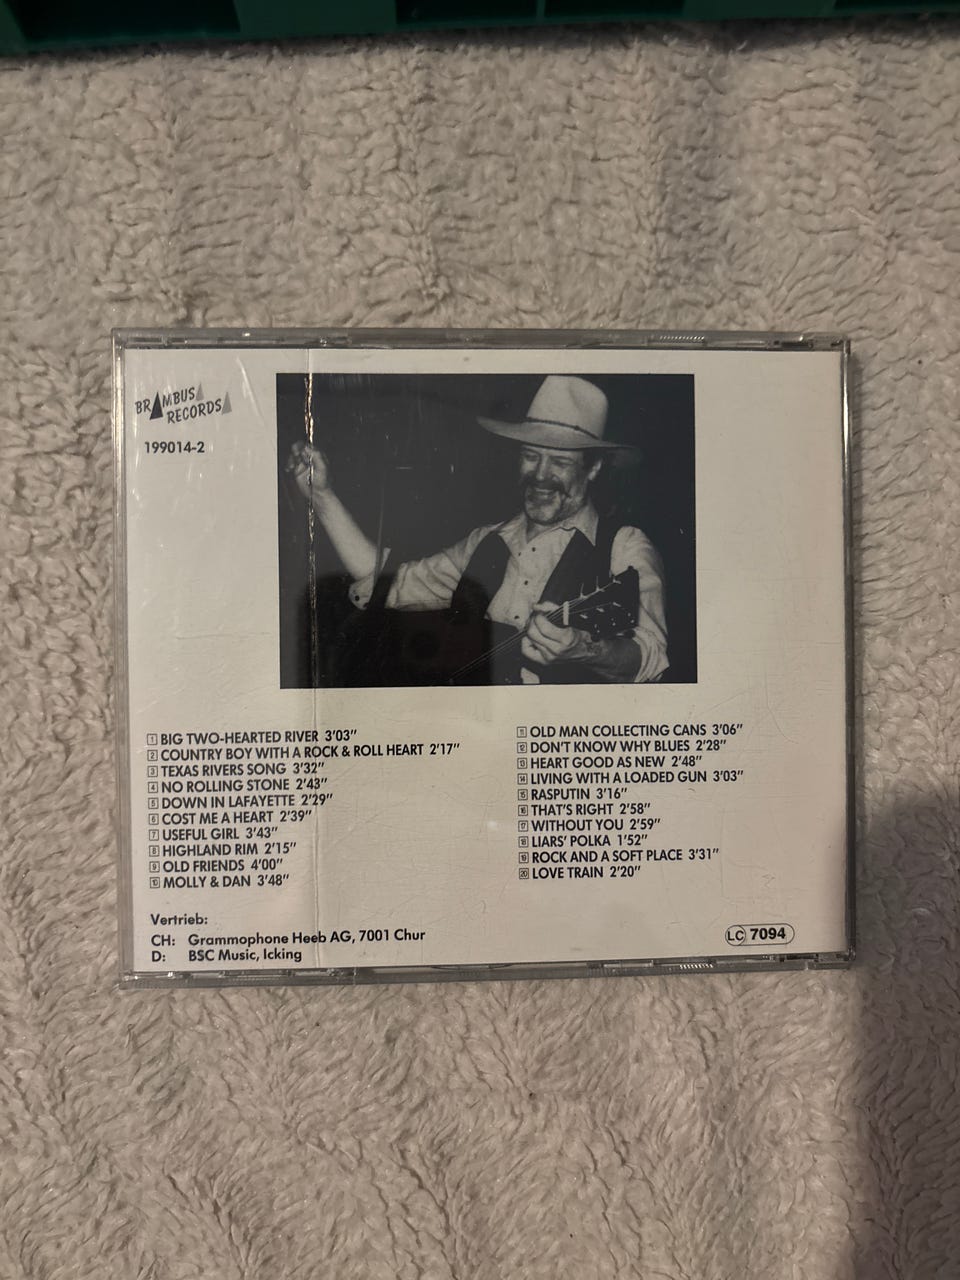 BRAMBUS
RECORDS
199014-2
1 BIG TWO-HEARTED RIVER 3'03"
2 COUNTRY BOY WITH A ROCK & ROLL HEART 2'17"
3 TEXAS RIVERS SONG 3'32"
4 NO ROLLING STONE 2'43"
5 DOWN IN LAFAYETTE 2'29"
6 COST ME A HEART 2'39"
7 USEFUL GIRL 3'43"
8 HIGHLAND RIM 2'15"
9 OLD FRIENDS 4'00"
10 MOLLY & DAN 3'48"
11 OLD MAN COLLECTING CANS 3'06"
12 DON'T KNOW WHY BLUES 2'28"
13 HEART GOOD AS NEW 2'48"
14 LIVING WITH A LOADED GUN 3'03"
15 RASPUTIN 3'16"
16 THAT'S RIGHT 2'58"
17 WITHOUT YOU 2'59"
18 LIARS' POLKA 1'52"
19 ROCK AND A SOFT PLACE 3'31"
20 LOVE TRAIN 2'20"
Vertrieb:
CH: Grammophone Heeb AG, 7001 Chur
D: BSC Music, Icking
LC 7094